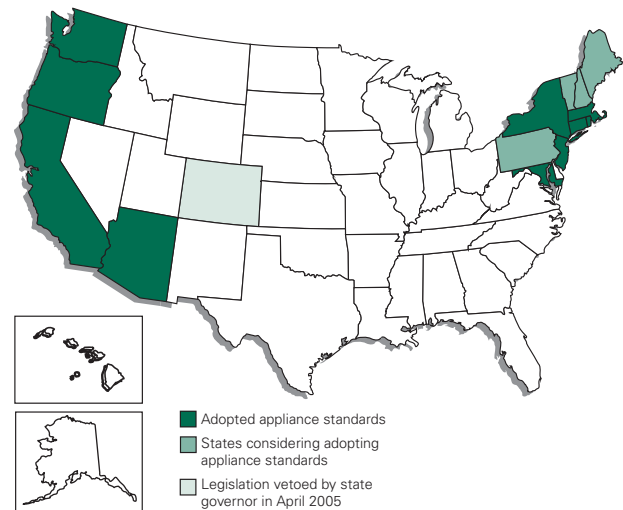 Adopted appliance standards
States considering adopting
appliance standards
Legislation vetoed by state
governor in April 2005